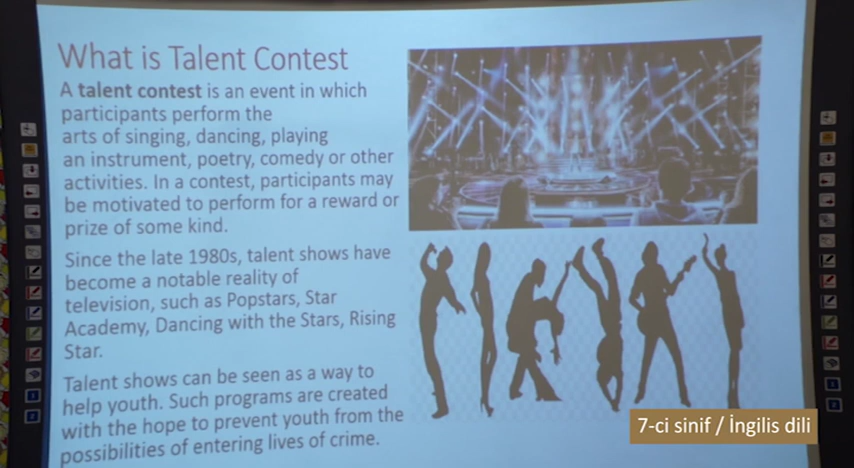 What is Talent Contest
A talent contest is an event in which
participants perform the
arts of singing, dancing, playing
an instrument, poetry, comedy or other
activities. In a contest, participants may
be motivated to perform for a reward or
prize of some kind.
Since the late 1980s, talent shows have
become a notable reality of
television, such as Popstars, Star
Academy, Dancing with the Stars, Rising
Star.
Talent shows can be seen as a way to
help youth. Such programs are created
with the hope to prevent youth from the
possibilities of entering lives of crime.
7-ci sinif / İngilis dili